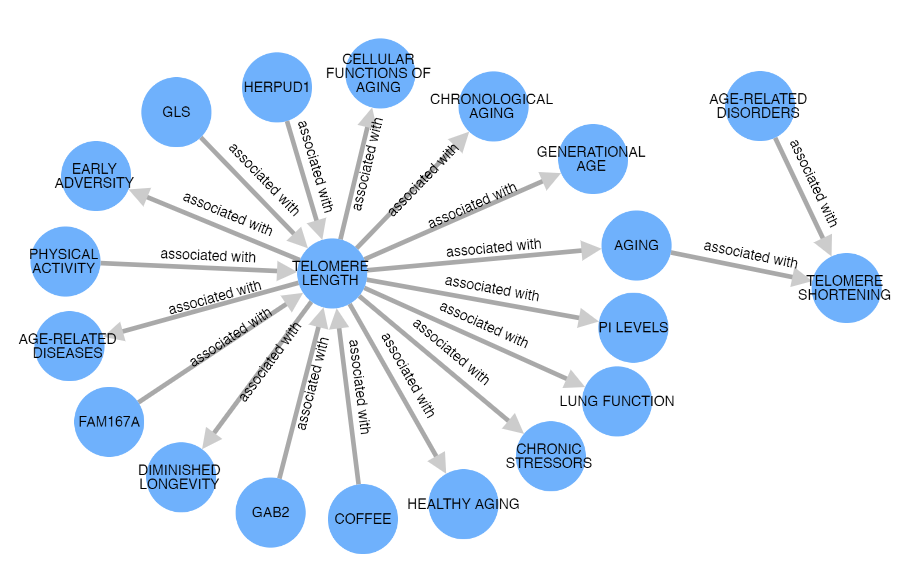 CELLULAR
FUNCTIONS OF
AGING
HERPUD1
CHRONOLOGICAL
AGING
AGE-RELATED
DISORDERS
GLS
associated with
associated with
associated with
associated with
associated with
GENERATIONAL
AGE
associated with
EARLY
ADVERSITY
associated with
associated with
PHYSICAL
ACTIVITY
associated with
TELOMERE
LENGTH
associated with
AGING
associated with
TELOMERE
SHORTENING
associated with
associated with
PI LEVELS
AGE-RELATED
DISEASES
associated with
associated with
associated with
associated with
associated with
associated with
associated with
LUNG FUNCTION
FAM167A
DIMINISHED
LONGEVITY
CHRONIC
STRESSORS
GAB2
COFFEE
HEALTHY AGING